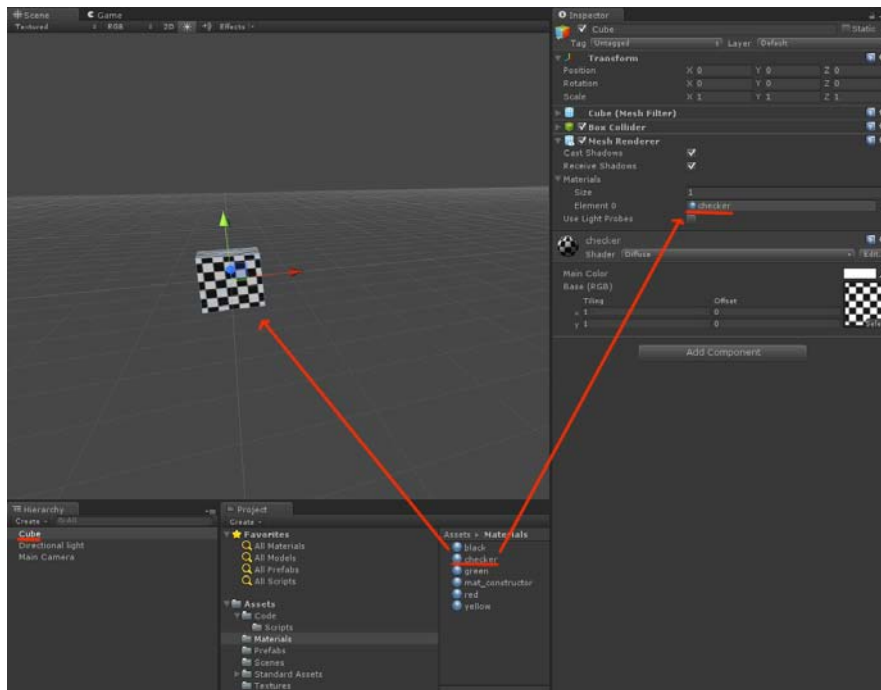 Scene Game
Textured RGB 2D Effects
Inspector
Cube Static
Tag Untagged Layer Default
Transform
Position X 0 Y 0 Z 0
Rotation X 0 Y 0 Z 0
Scale X 1 Y 1 Z 1
Cube (Mesh Filter)
Box Collider
Mesh Renderer
Cast Shadows
Receive Shadows
Materials
Size 1
Element 0 checker
Use Light Probes
checker
Shader Diffuse Edit
Main Color
Base (RGB)
Tiling Offset
x 1 0
y 1 0
Add Component
Hierarchy
Create
Cube
Directional light
Main Camera
Project
Create
Favorites
All Materials
All Models
All Prefabs
All Scripts
Assets
Code
Scripts
Materials
Prefabs
Scenes
Standard Assets
Textures
Assets Materials
black
checker
green
mat_constructor
red
yellow